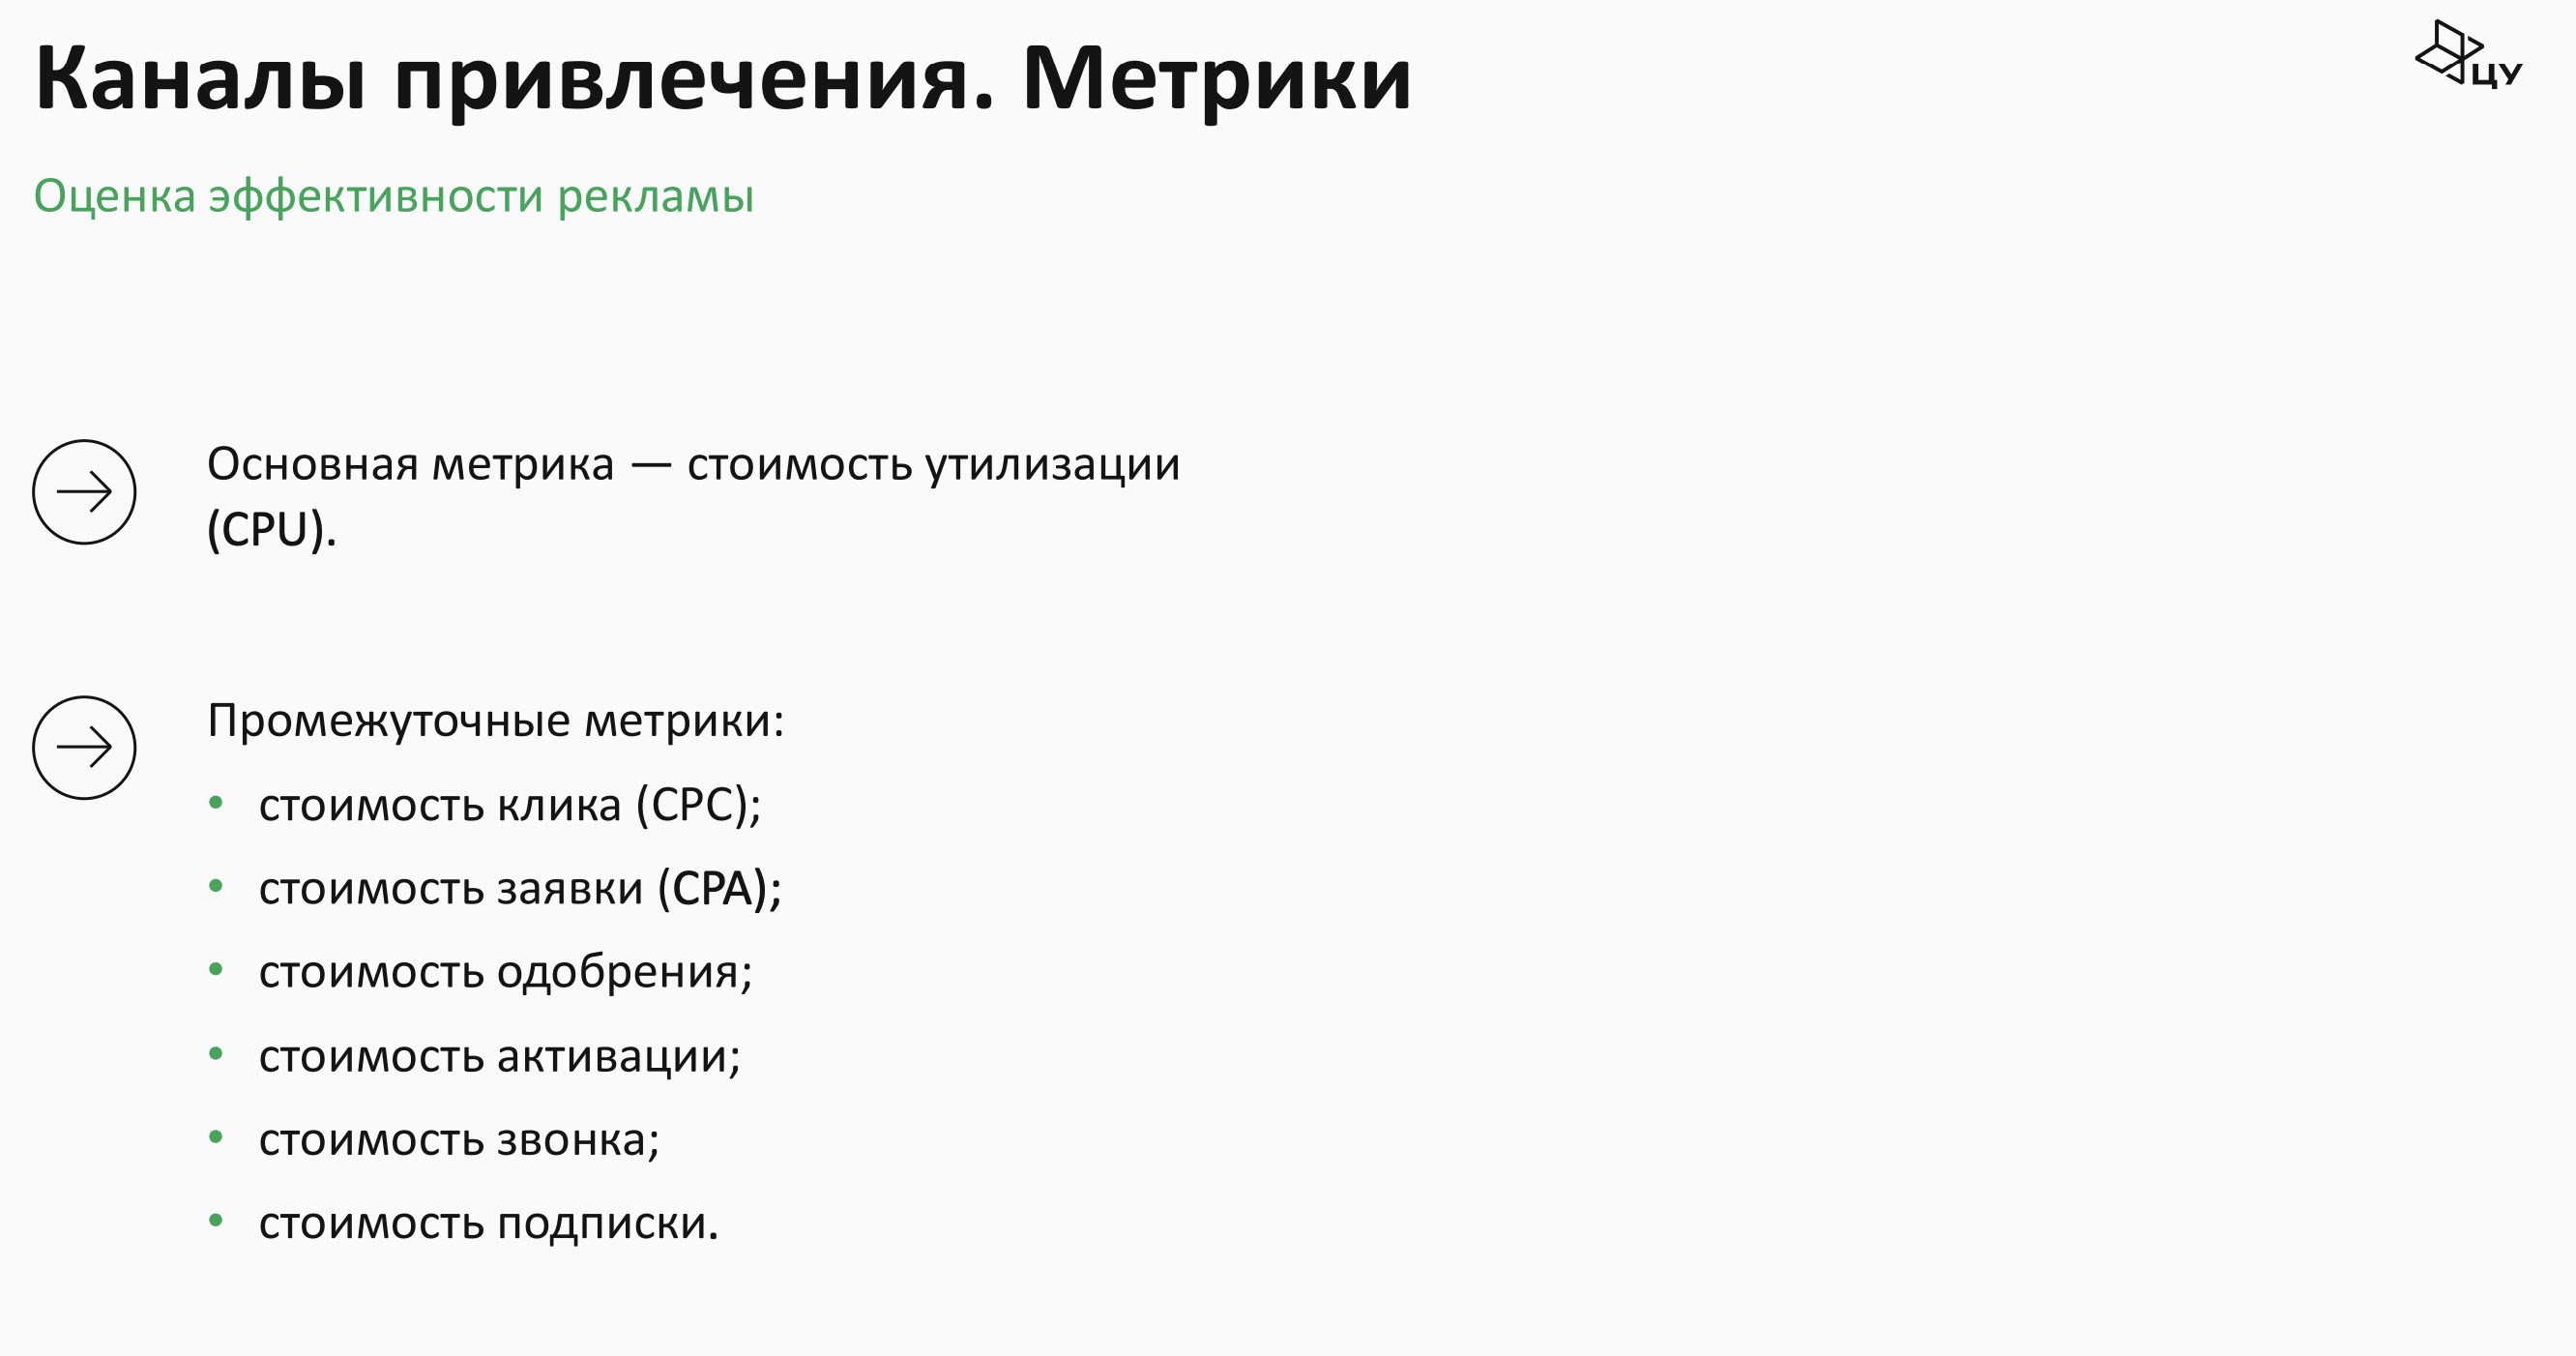 Каналы привлечения. Метрики
ЦУ
Оценка эффективности рекламы
Основная метрика — стоимость утилизации
(CPU).
Промежуточные метрики:
• стоимость клика (CPC);
• стоимость заявки (CPA);
• стоимость одобрения;
• стоимость активации;
• стоимость звонка;
• стоимость подписки.